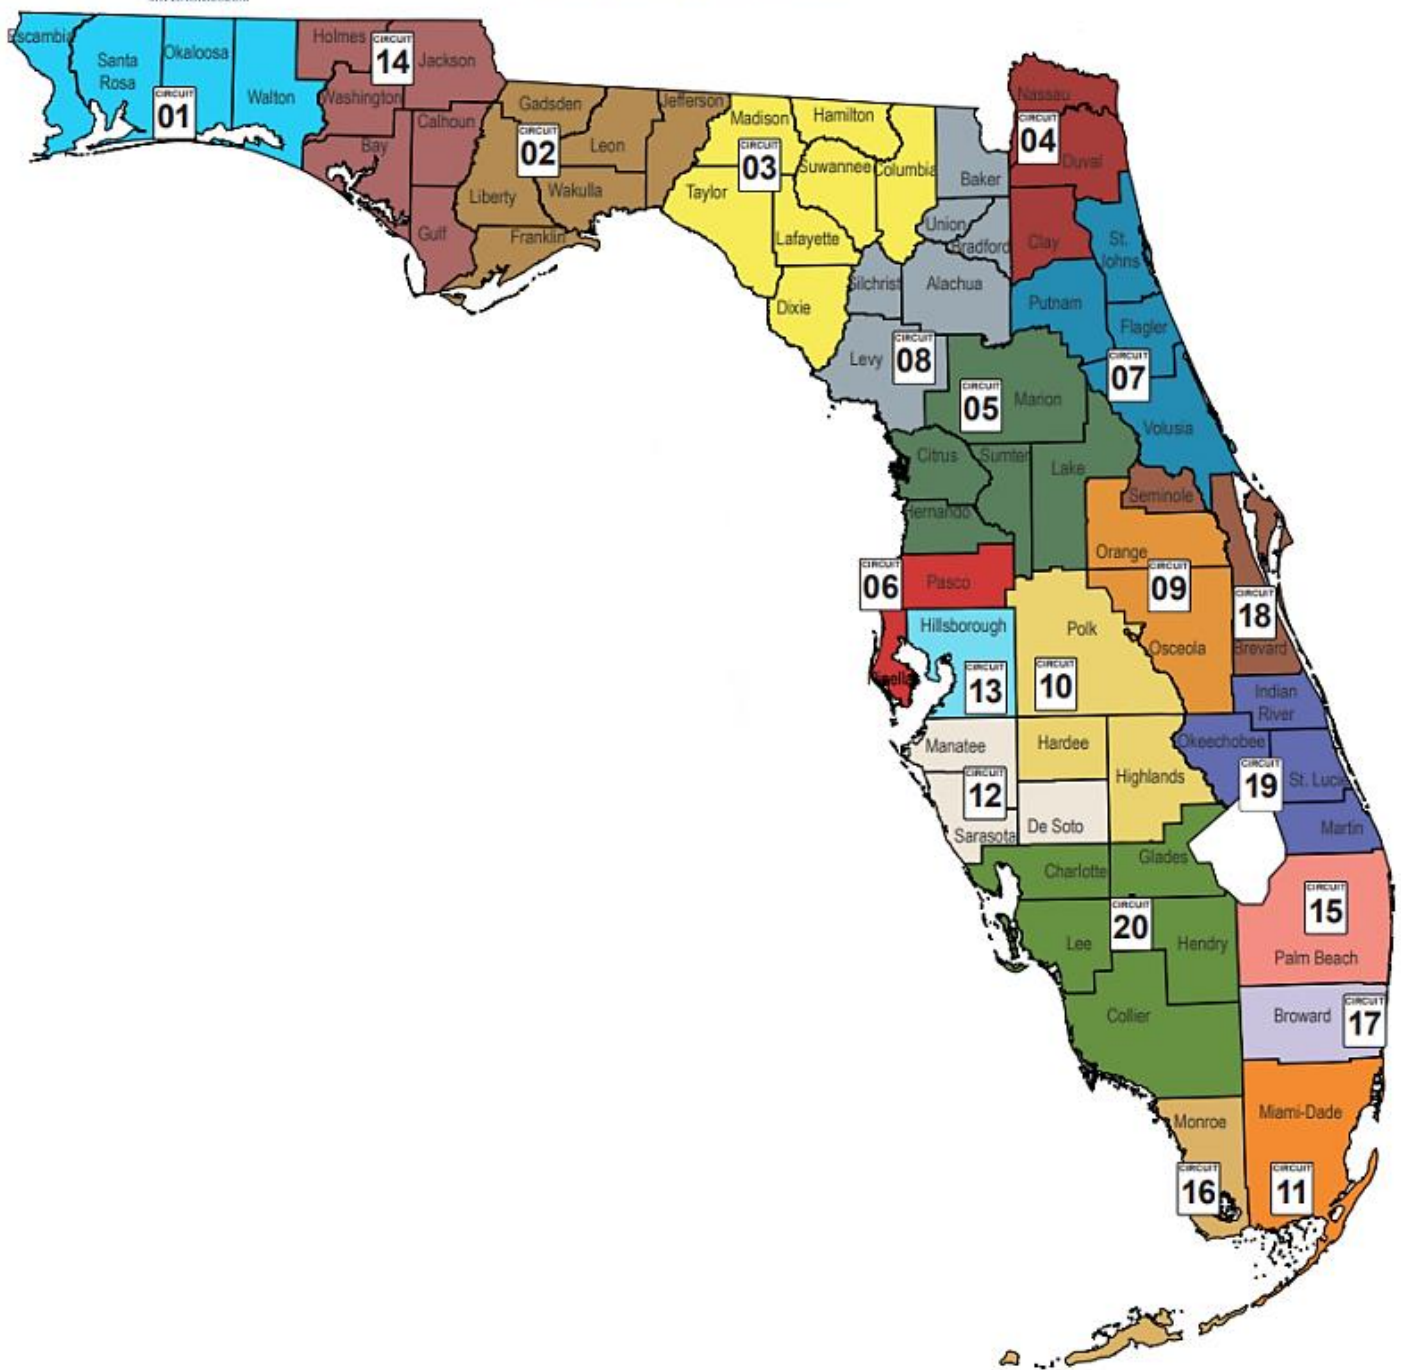 Escambia
Santa
Rosa
Okaloosa
Walton
CIRCUIT
01
Holmes
CIRCUIT
14
Jackson
Washington
Calhoun
Bay
Gulf
Gadsden
CIRCUIT
02
Leon
Jefferson
Liberty
Wakulla
Franklin
Madison
Hamilton
CIRCUIT
03
Suwannee
Columbia
Taylor
Lafayette
Dixie
Baker
Union
Bradford
Gilchrist
Alachua
Levy
CIRCUIT
08
Nassau
CIRCUIT
04
Duval
Clay
St.
Johns
Putnam
Flagler
CIRCUIT
07
Volusia
CIRCUIT
05
Marion
Citrus
Sumter
Lake
Hernando
Seminole
Orange
CIRCUIT
09
Osceola
CIRCUIT
18
Brevard
CIRCUIT
06
Pasco
Pinellas
Hillsborough
CIRCUIT
13
Polk
CIRCUIT
10
Hardee
Highlands
Manatee
CIRCUIT
12
Sarasota
De Soto
Indian
River
Okeechobee
CIRCUIT
19
St. Lucie
Martin
Charlotte
Glades
CIRCUIT
20
Lee
Hendry
Collier
CIRCUIT
15
Palm Beach
Broward
CIRCUIT
17
Monroe
CIRCUIT
16
Miami-Dade
CIRCUIT
11